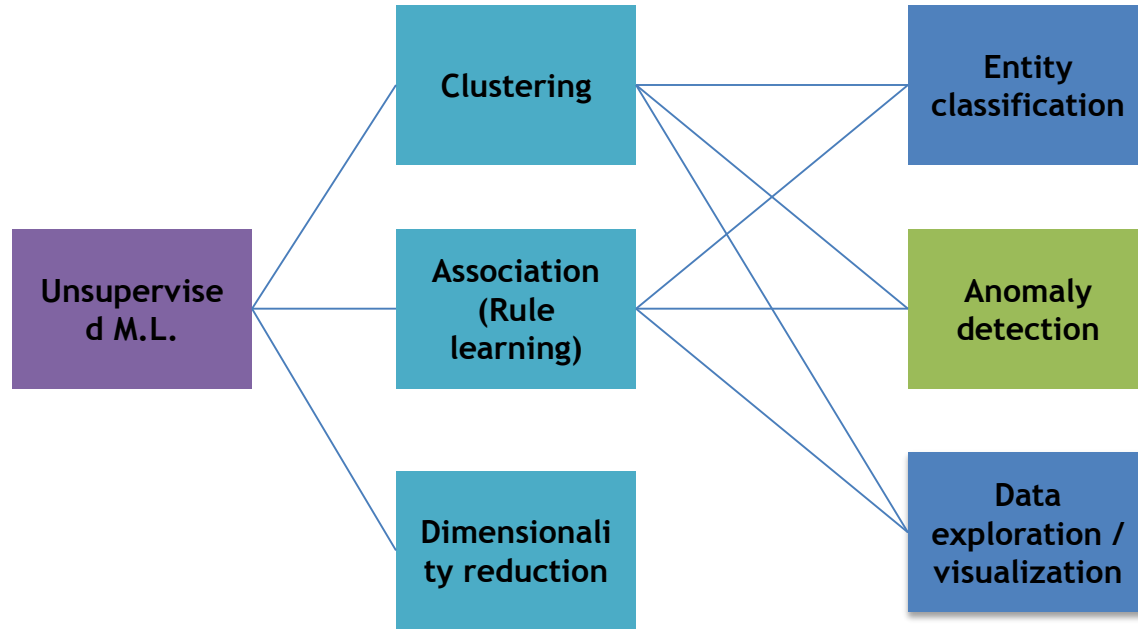 Unsupervise
d M.L.
Clustering
Association
(Rule
learning)
Dimensionali
ty reduction
Entity
classification
Anomaly
detection
Data
exploration /
visualization